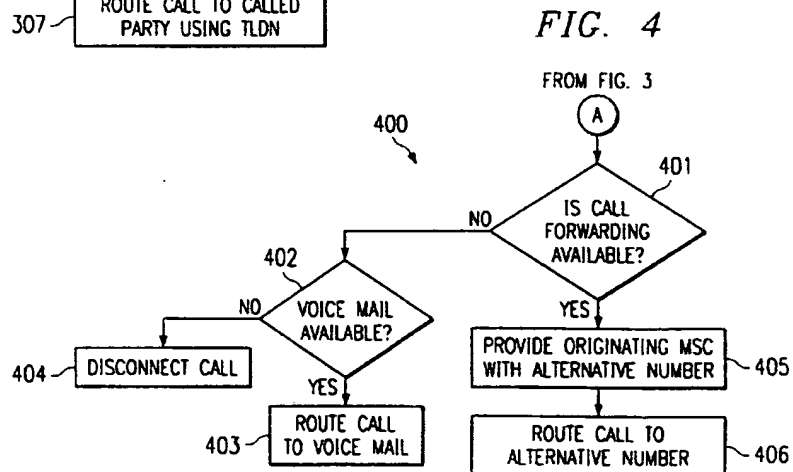 ROUTE CALL TO CALLED
PARTY USING TLDN
307
FIG. 4
FROM FIG. 3
A
400
401
IS CALL
FORWARDING
AVAILABLE?
NO
YES
402
VOICE MAIL
AVAILABLE?
NO
YES
404
DISCONNECT CALL
403
ROUTE CALL
TO VOICE MAIL
PROVIDE ORIGINATING MSC
WITH ALTERNATIVE NUMBER
405
ROUTE CALL TO
ALTERNATIVE NUMBER
406